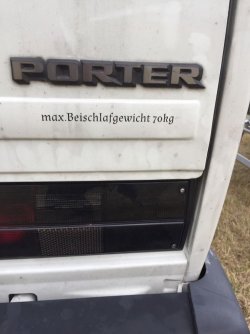 PORTER
max.Beischlafgewicht 70kg